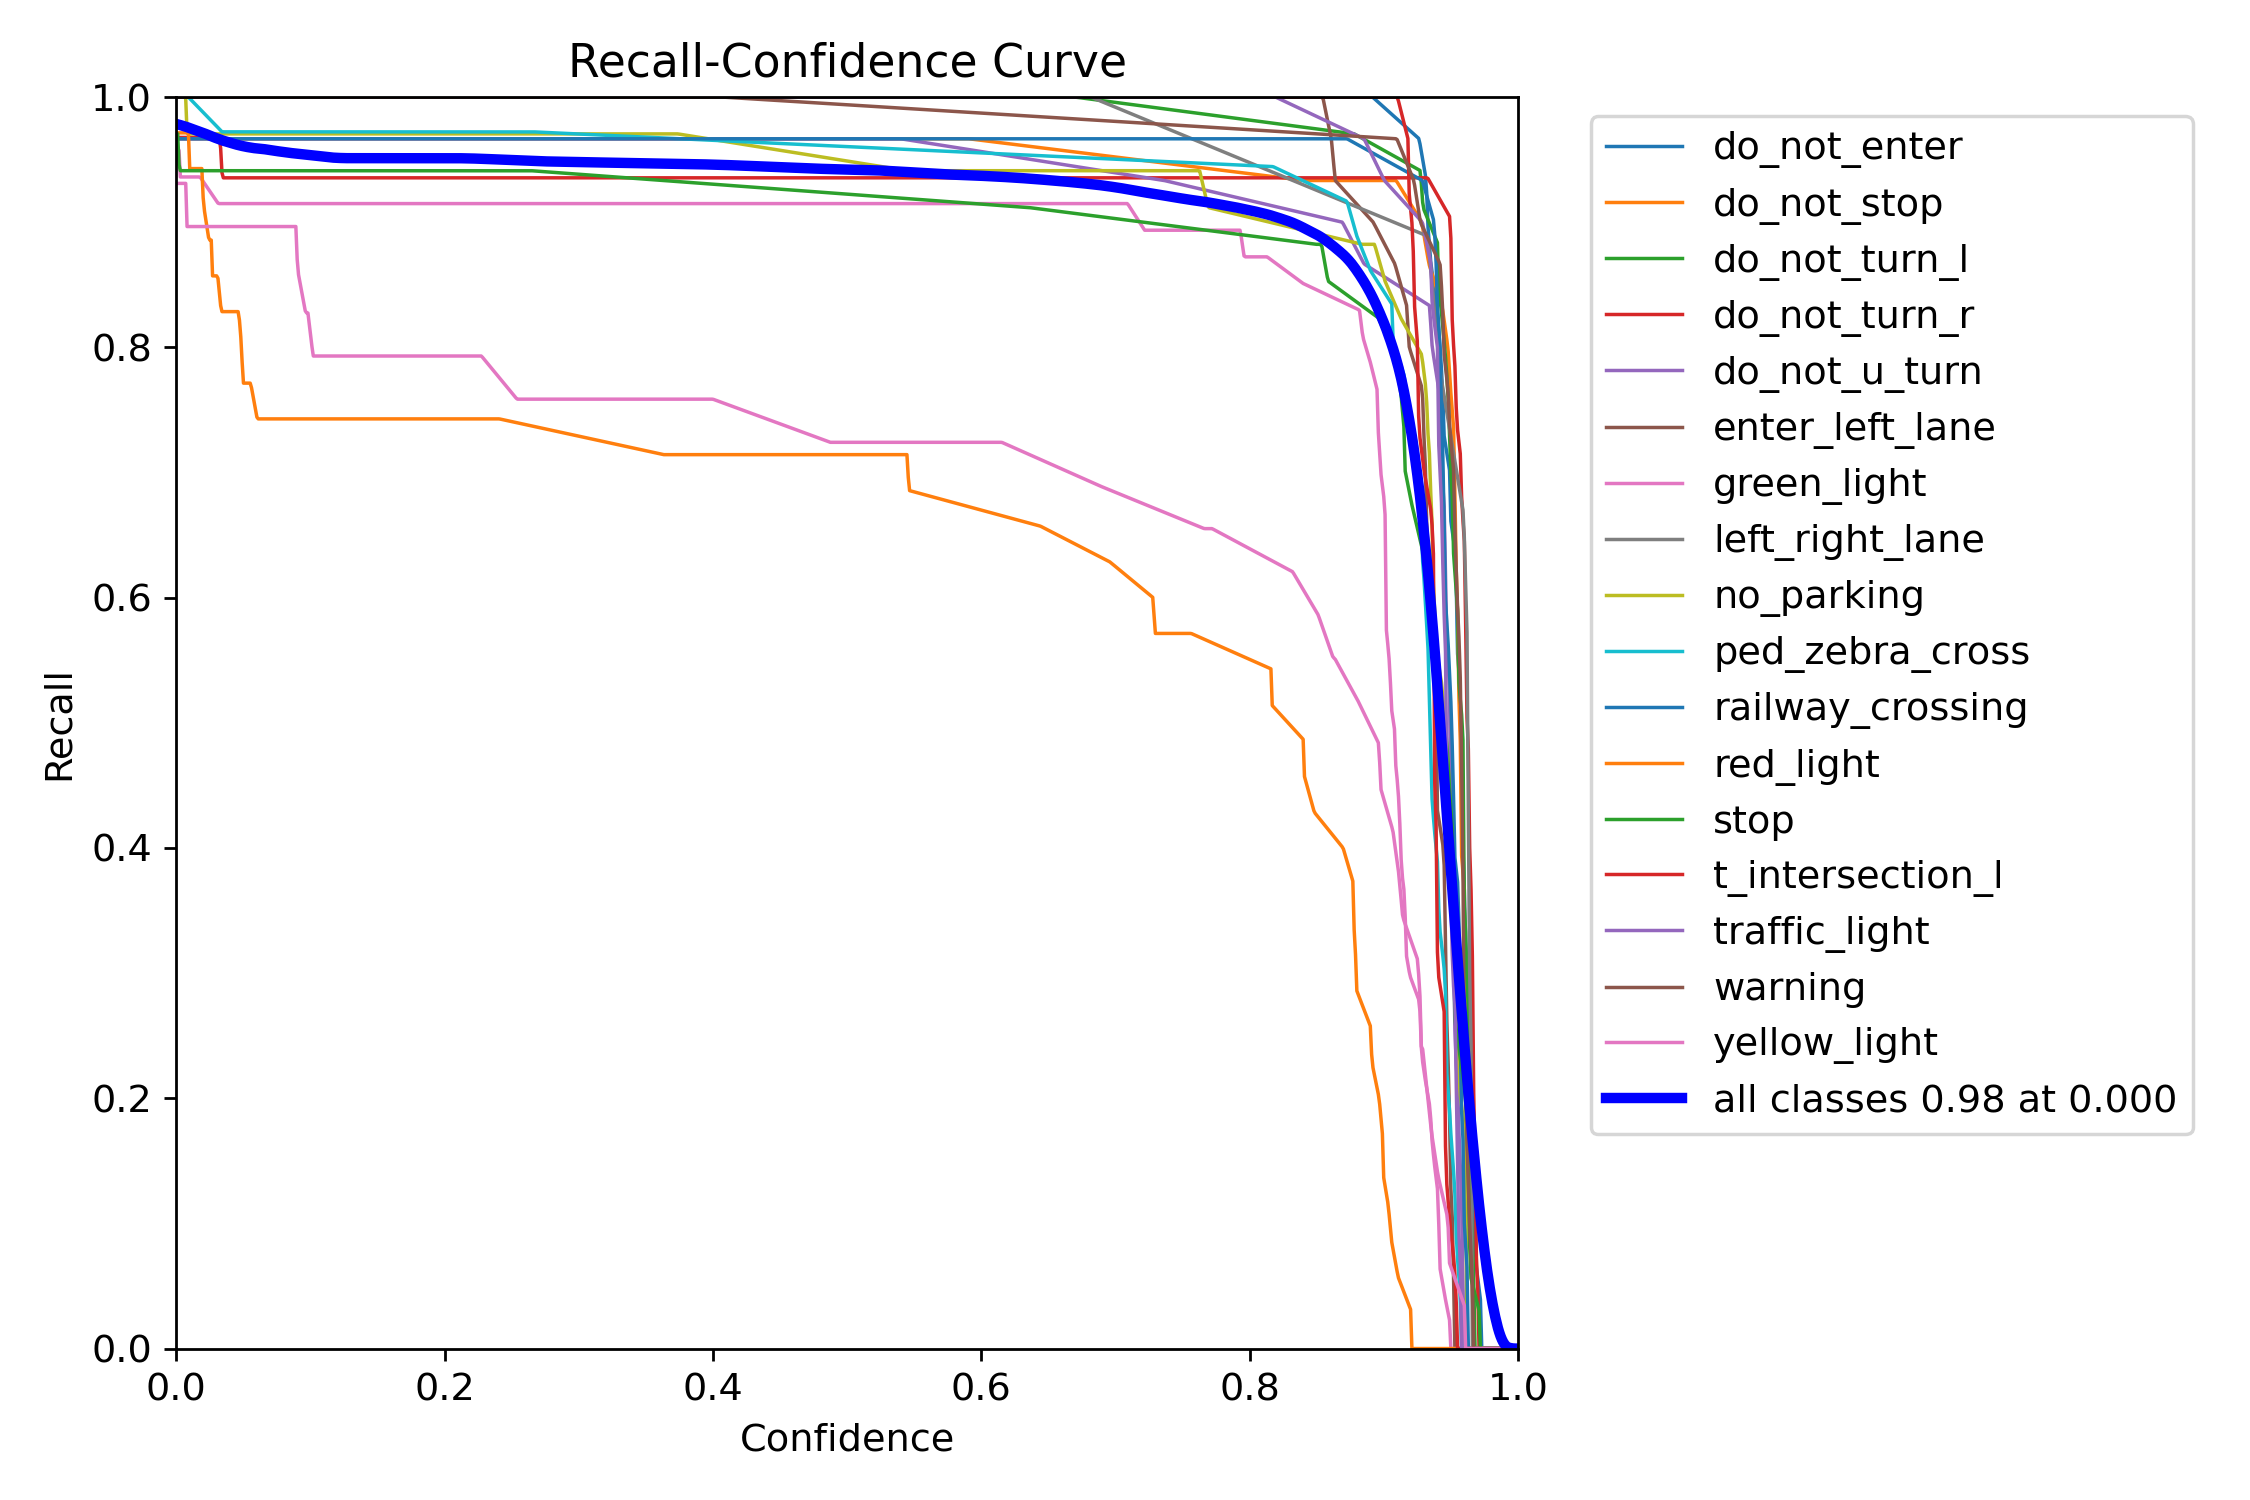 Recall-Confidence Curve
1.0
0.8
0.6
0.4
0.2
0.0
Recall
0.0 0.2 0.4 0.6 0.8 1.0
Confidence
do_not_enter
do_not_stop
do_not_turn_l
do_not_turn_r
do_not_u_turn
enter_left_lane
green_light
left_right_lane
no_parking
ped_zebra_cross
railway_crossing
red_light
stop
t_intersection_l
traffic_light
warning
yellow_light
all classes 0.98 at 0.000